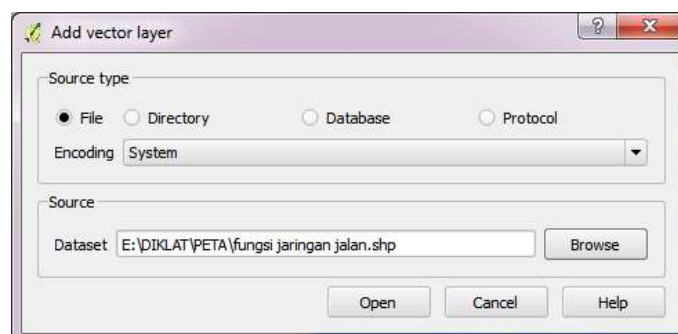 Add vector layer
Source type
File Directory Database Protocol
Encoding System
Source
Dataset E:\DIKLAT\PETA\fungsi jaringan jalan.shp Browse
Open Cancel Help